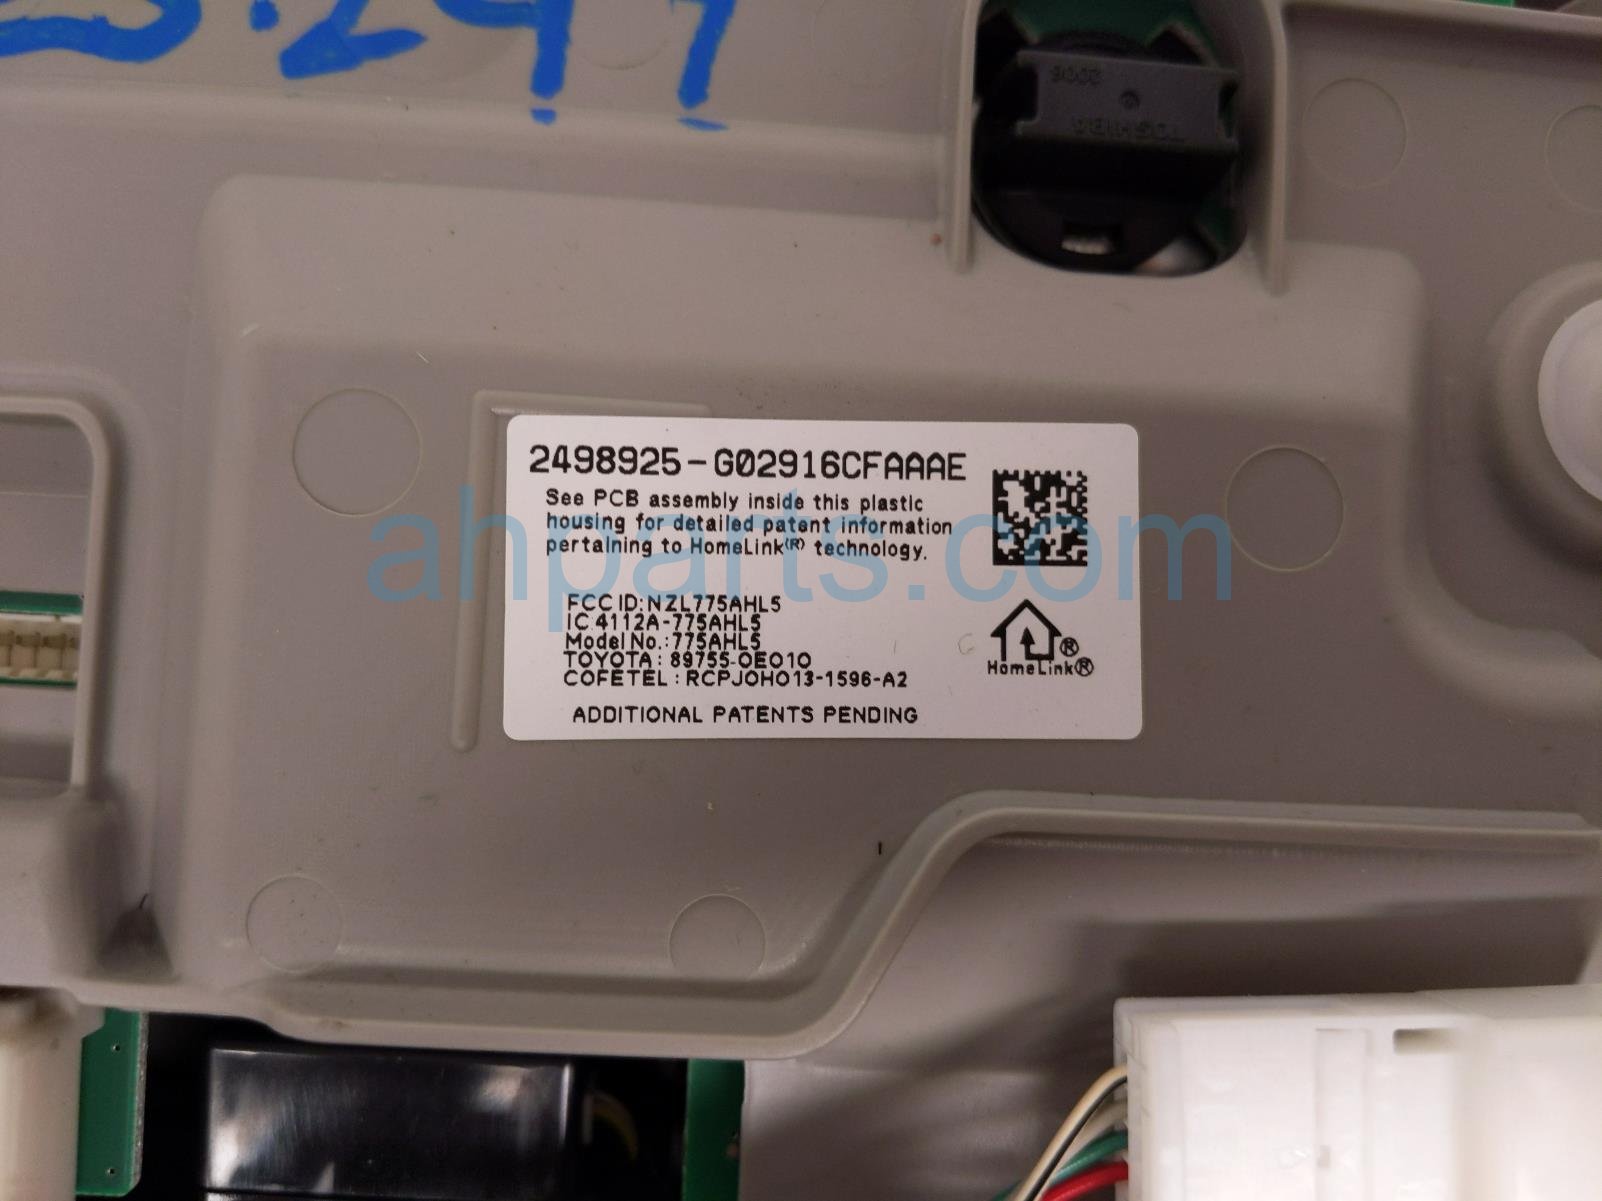 2006
TOSHIBA
2498925-G02916CFAAAE
See PCB assembly inside this plastic
housing for detailed patent information
pertaining to HomeLink(R) technology.
ahparts.com
FCC ID: NZL775AHL5
IC:4112A-775AHL5
Model No.: 775AHL5
TOYOTA: 89755-0E010
COFETEL: RCPJOHO13-1596-A2
HomeLink®
ADDITIONAL PATENTS PENDING